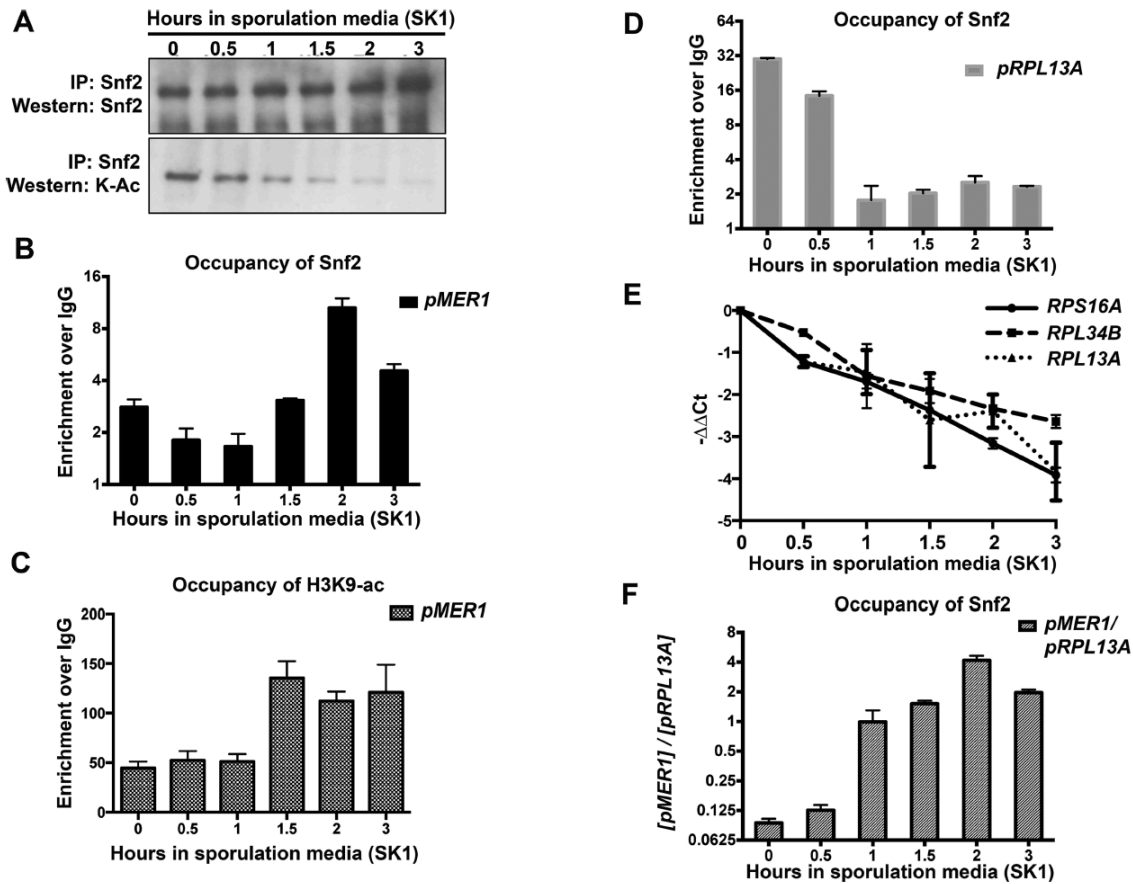 A
Hours in sporulation media (SK1)
0 0.5 1 1.5 2 3
IP: Snf2
Western: Snf2
IP: Snf2
Western: K-Ac
B
Occupancy of Snf2
pMER1
Enrichment over IgG
16
8
4
2
1
0 0.5 1 1.5 2 3
Hours in sporulation media (SK1)
C
Occupancy of H3K9-ac
pMER1
Enrichment over IgG
200
150
100
50
0
0 0.5 1 1.5 2 3
Hours in sporulation media (SK1)
D
Occupancy of Snf2
pRPL13A
Enrichment over IgG
64
32
16
8
4
2
1
0 0.5 1 1.5 2 3
Hours in sporulation media (SK1)
E
RPS16A
RPL34B
RPL13A
-ΔΔCt
0
-1
-2
-3
-4
-5
0 0.5 1 1.5 2 3
Hours in sporulation media (SK1)
F
Occupancy of Snf2
pMER1/
pRPL13A
[pMER1] / [pRPL13A]
8
4
2
1
0.5
0.25
0.125
0.0625
0 0.5 1 1.5 2 3
Hours in sporulation media (SK1)